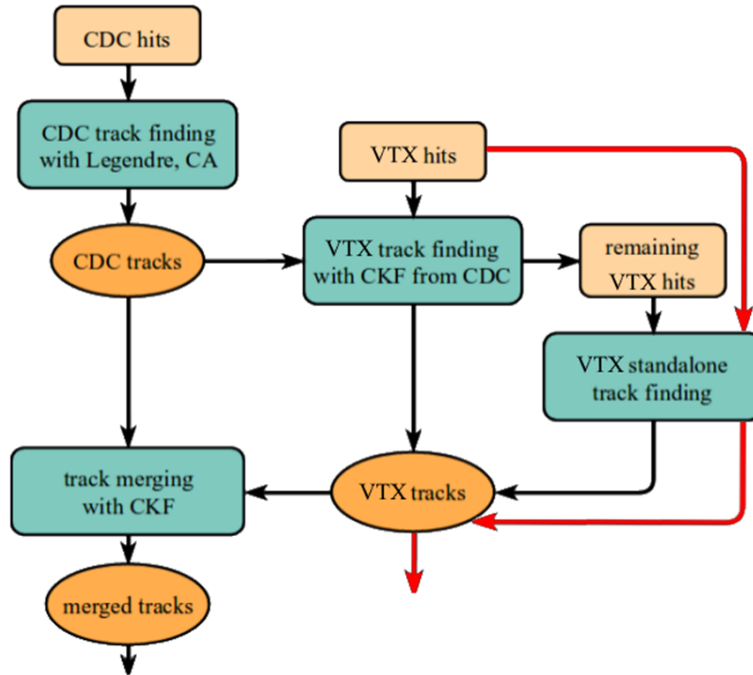 CDC hits
CDC track finding
with Legendre, CA
VTX hits
CDC tracks
VTX track finding
with CKF from CDC
remaining
VTX hits
VTX standalone
track finding
track merging
with CKF
VTX tracks
merged tracks